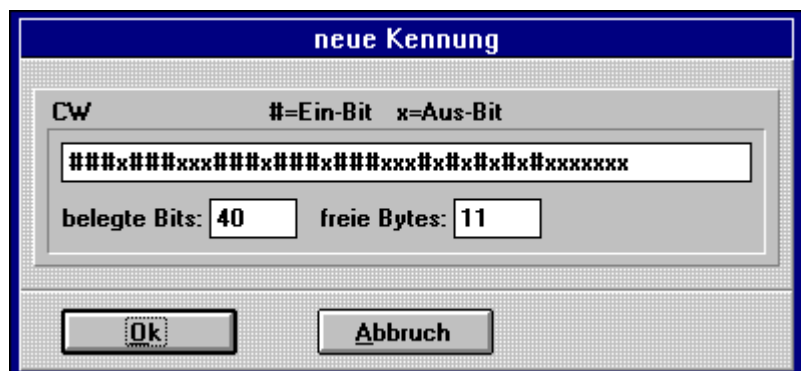 neue Kennung
CW #=Ein-Bit x=Aus-Bit
###x###xxx###x###x###xxx#x#x#x#x#xxxxxxx
belegte Bits: 40 freie Bytes: 11
Ok Abbruch